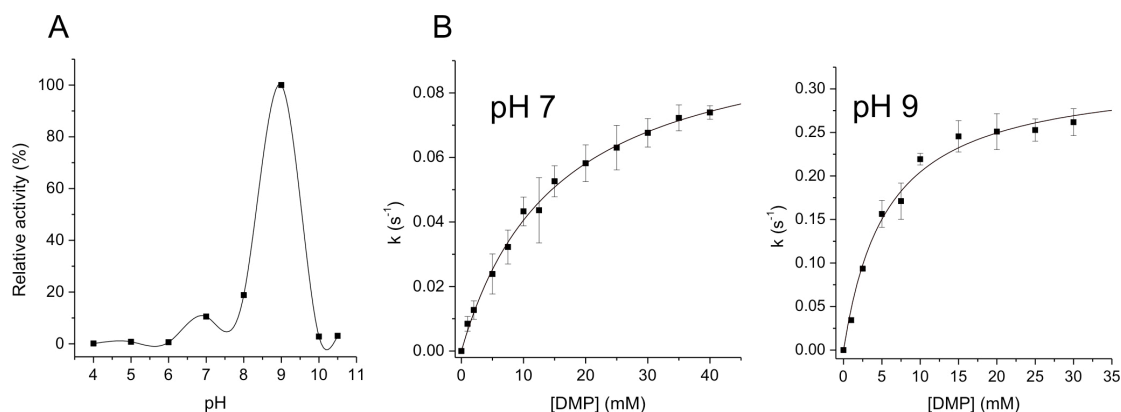 A
Relative activity (%)
100
80
60
40
20
0
4 5 6 7 8 9 10 11
pH
B
pH 7
k (s⁻¹)
0.08
0.06
0.04
0.02
0.00
0 10 20 30 40
[DMP] (mM)
pH 9
k (s⁻¹)
0.30
0.25
0.20
0.15
0.10
0.05
0.00
0 5 10 15 20 25 30 35
[DMP] (mM)